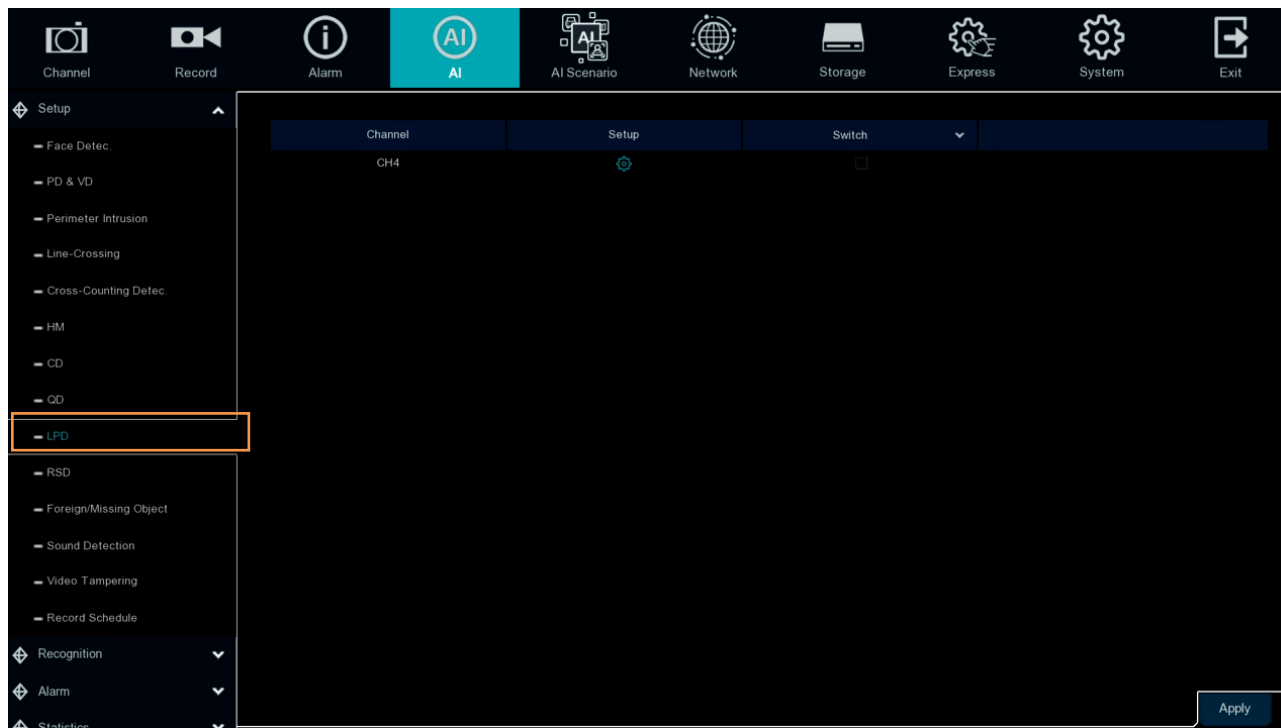 Channel
Record
Alarm
AI
AI
AI
AI Scenario
Network
Storage
Express
System
Exit
Setup
Face Detec.
PD & VD
Perimeter Intrusion
Line-Crossing
Cross-Counting Detec.
HM
CD
QD
LPD
RSD
Foreign/Missing Object
Sound Detection
Video Tampering
Record Schedule
Recognition
Alarm
Statistics
Channel Setup Switch
CH4
Apply